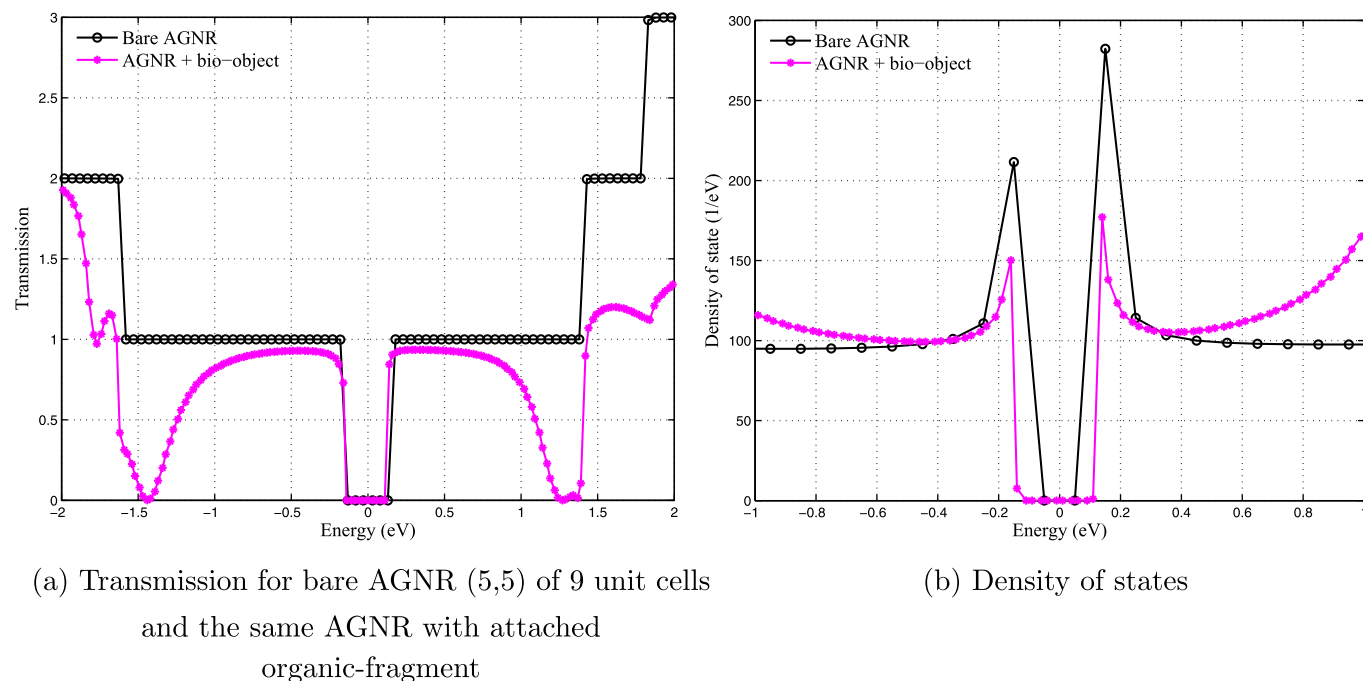 3
2.5
2
1.5
1
0.5
0
−2
−1.5
−1
−0.5
0
0.5
1
1.5
2
Transmission
Energy (eV)
Bare AGNR
AGNR + bio−object
(a) Transmission for bare AGNR (5,5) of 9 unit cells
and the same AGNR with attached
organic-fragment
300
250
200
150
100
50
0
−1
−0.8
−0.6
−0.4
−0.2
0
0.2
0.4
0.6
0.8
1
Density of state (1/eV)
Energy (eV)
Bare AGNR
AGNR + bio−object
(b) Density of states